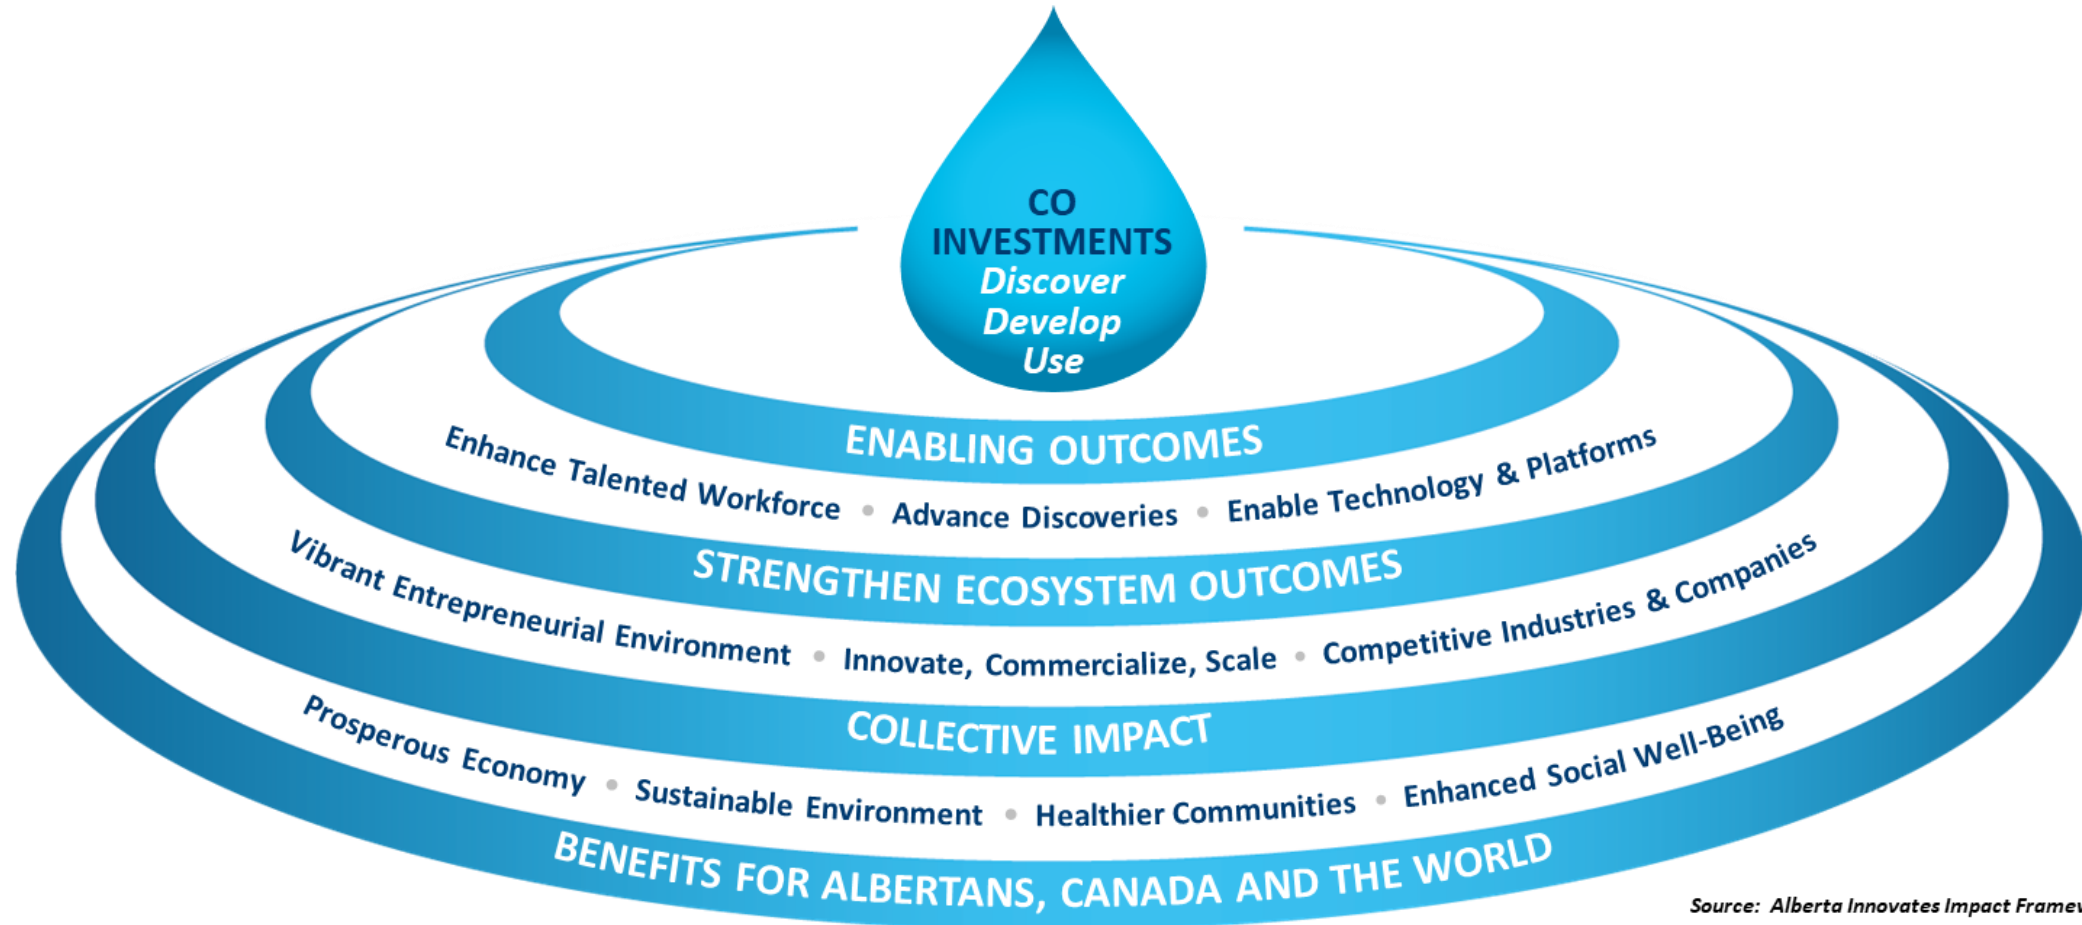 CO
INVESTMENTS
Discover
Develop
Use
ENABLING OUTCOMES
Enhance Talented Workforce • Advance Discoveries • Enable Technology & Platforms
STRENGTHEN ECOSYSTEM OUTCOMES
Vibrant Entrepreneurial Environment • Innovate, Commercialize, Scale • Competitive Industries & Companies
COLLECTIVE IMPACT
Prosperous Economy • Sustainable Environment • Healthier Communities • Enhanced Social Well-Being
BENEFITS FOR ALBERTANS, CANADA AND THE WORLD
Source: Alberta Innovates Impact